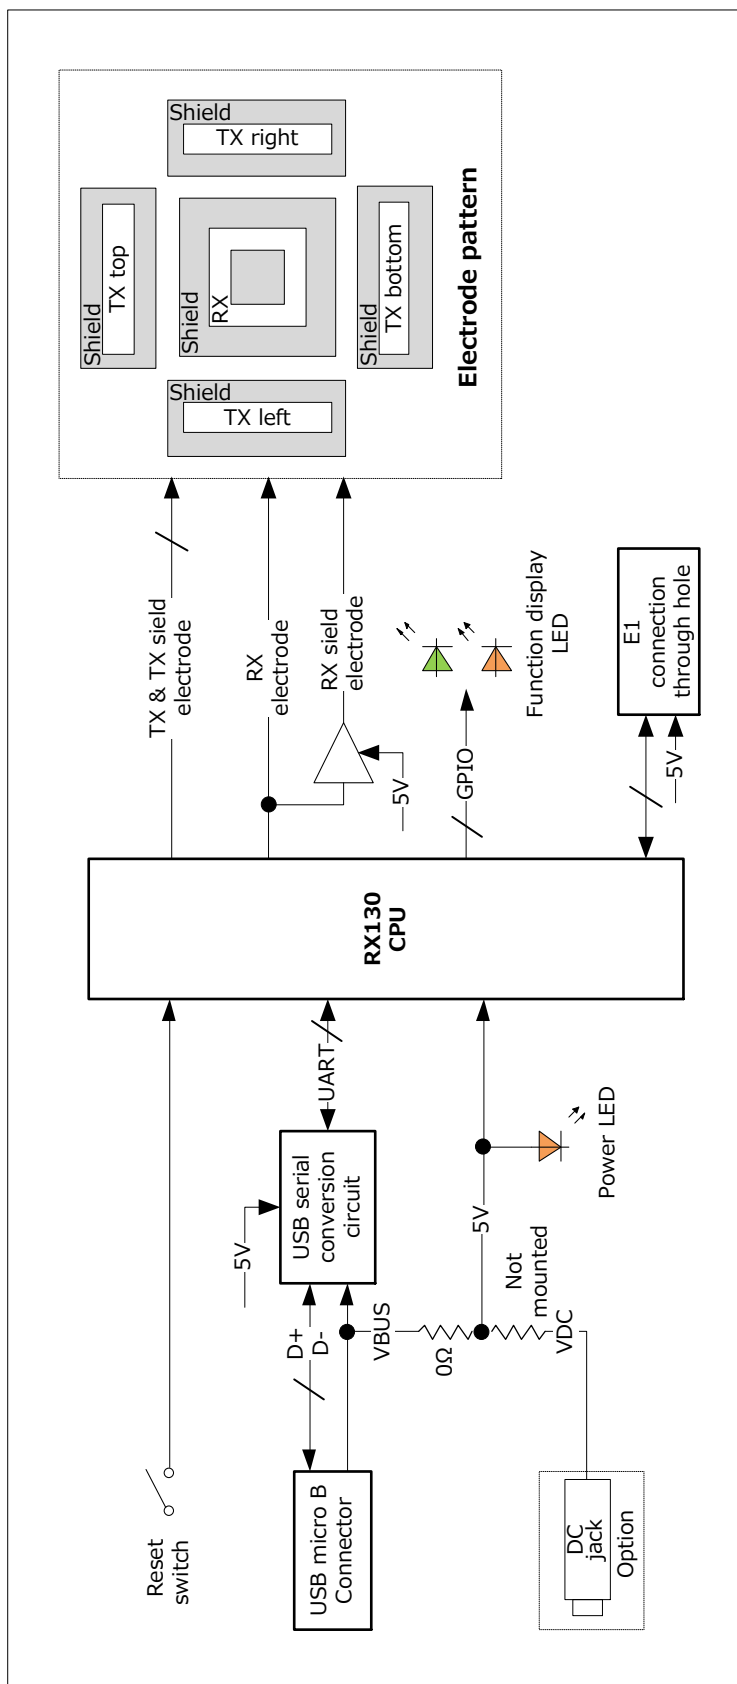 Reset
switch
USB micro B
Connector
DC
jack
Option
D+
D-
5V
USB serial
conversion
circuit
VBUS
0Ω
Not
mounted
VDC
UART
5V
Power LED
RX130
CPU
TX & TX sield
electrode
RX
electrode
RX sield
electrode
5V
GPIO
Function display
LED
E1
connection
through hole
5V
Shield
TX top
Shield
TX left
Shield
RX
Shield
TX right
Shield
TX bottom
Electrode pattern